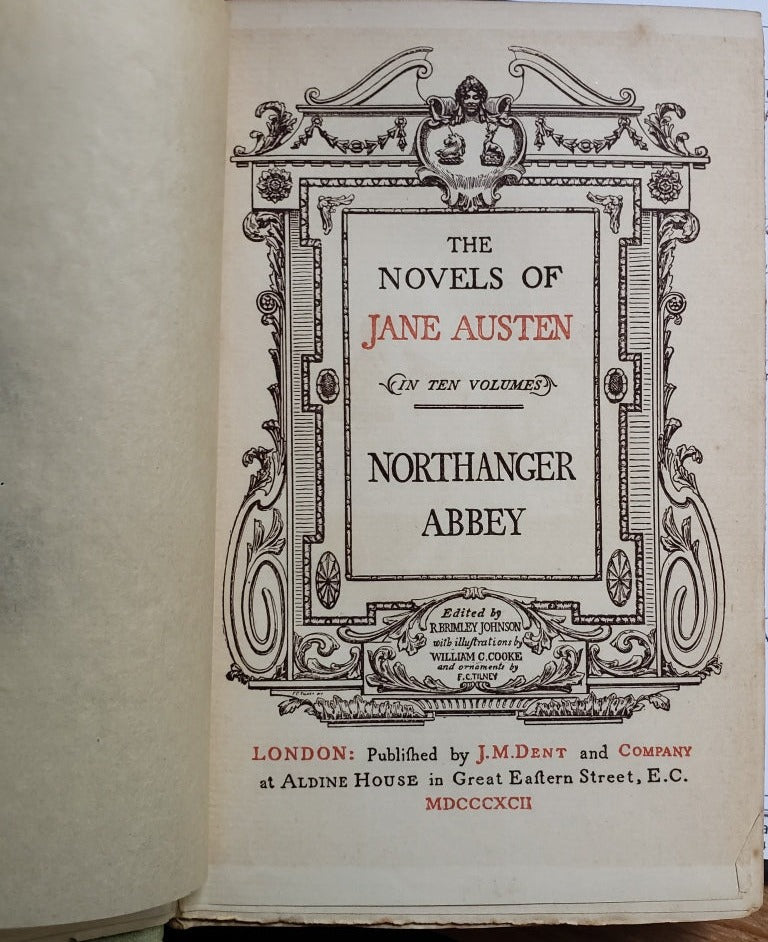 THE
NOVELS OF
JANE AUSTEN
(IN TEN VOLUMES)
NORTHANGER
ABBEY
Edited by
R. BRIMLEY JOHNSON
with illuſtrations by
WILLIAM C. COOKE
and ornaments by
F. C. TILNEY
LONDON: Publiſhed by J. M. DENT and COMPANY
at ALDINE HOUSE in Great Eaſtern Street, E.C.
MDCCCXCII